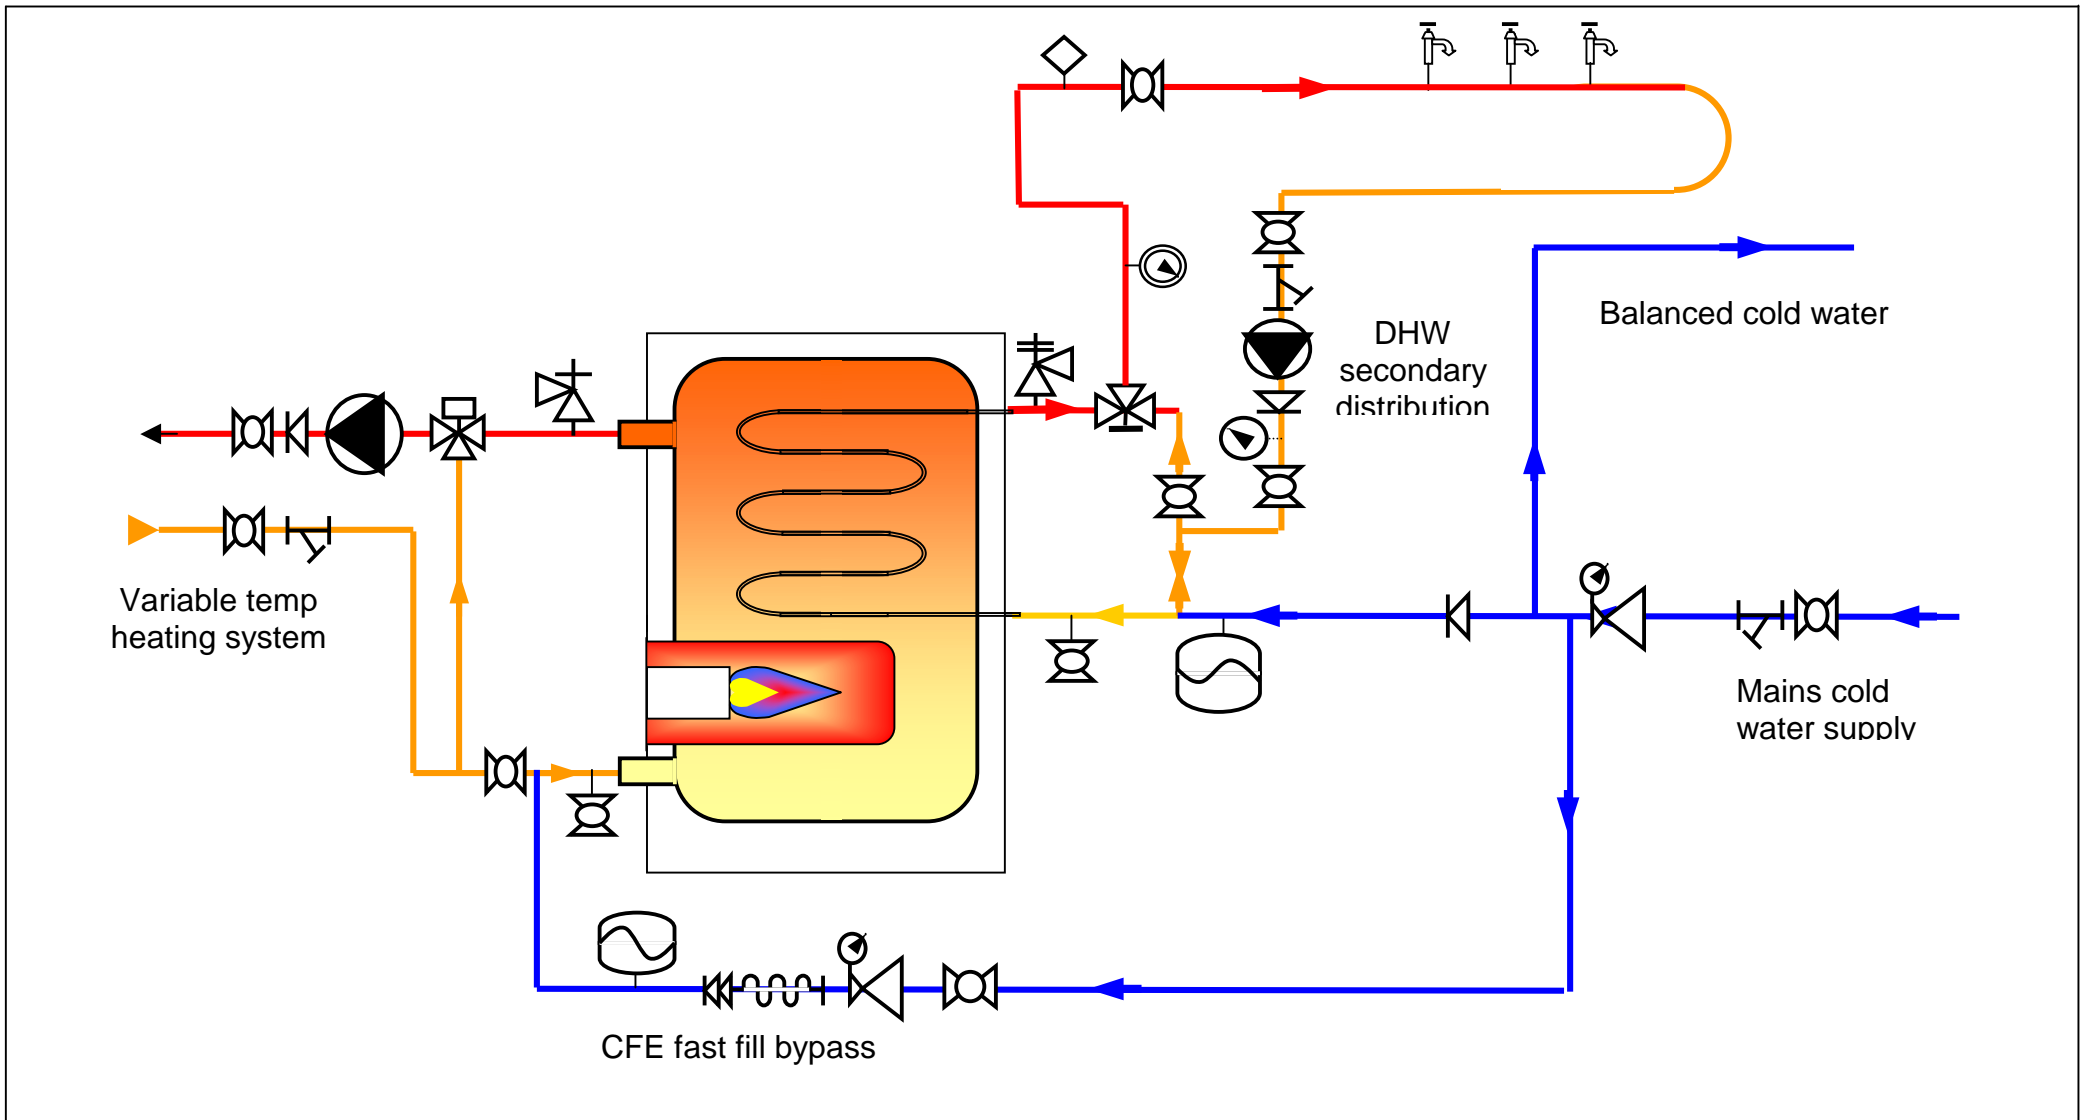 DHW
secondary
distribution
Balanced cold water
Variable temp
heating system
Mains cold
water supply
CFE fast fill bypass